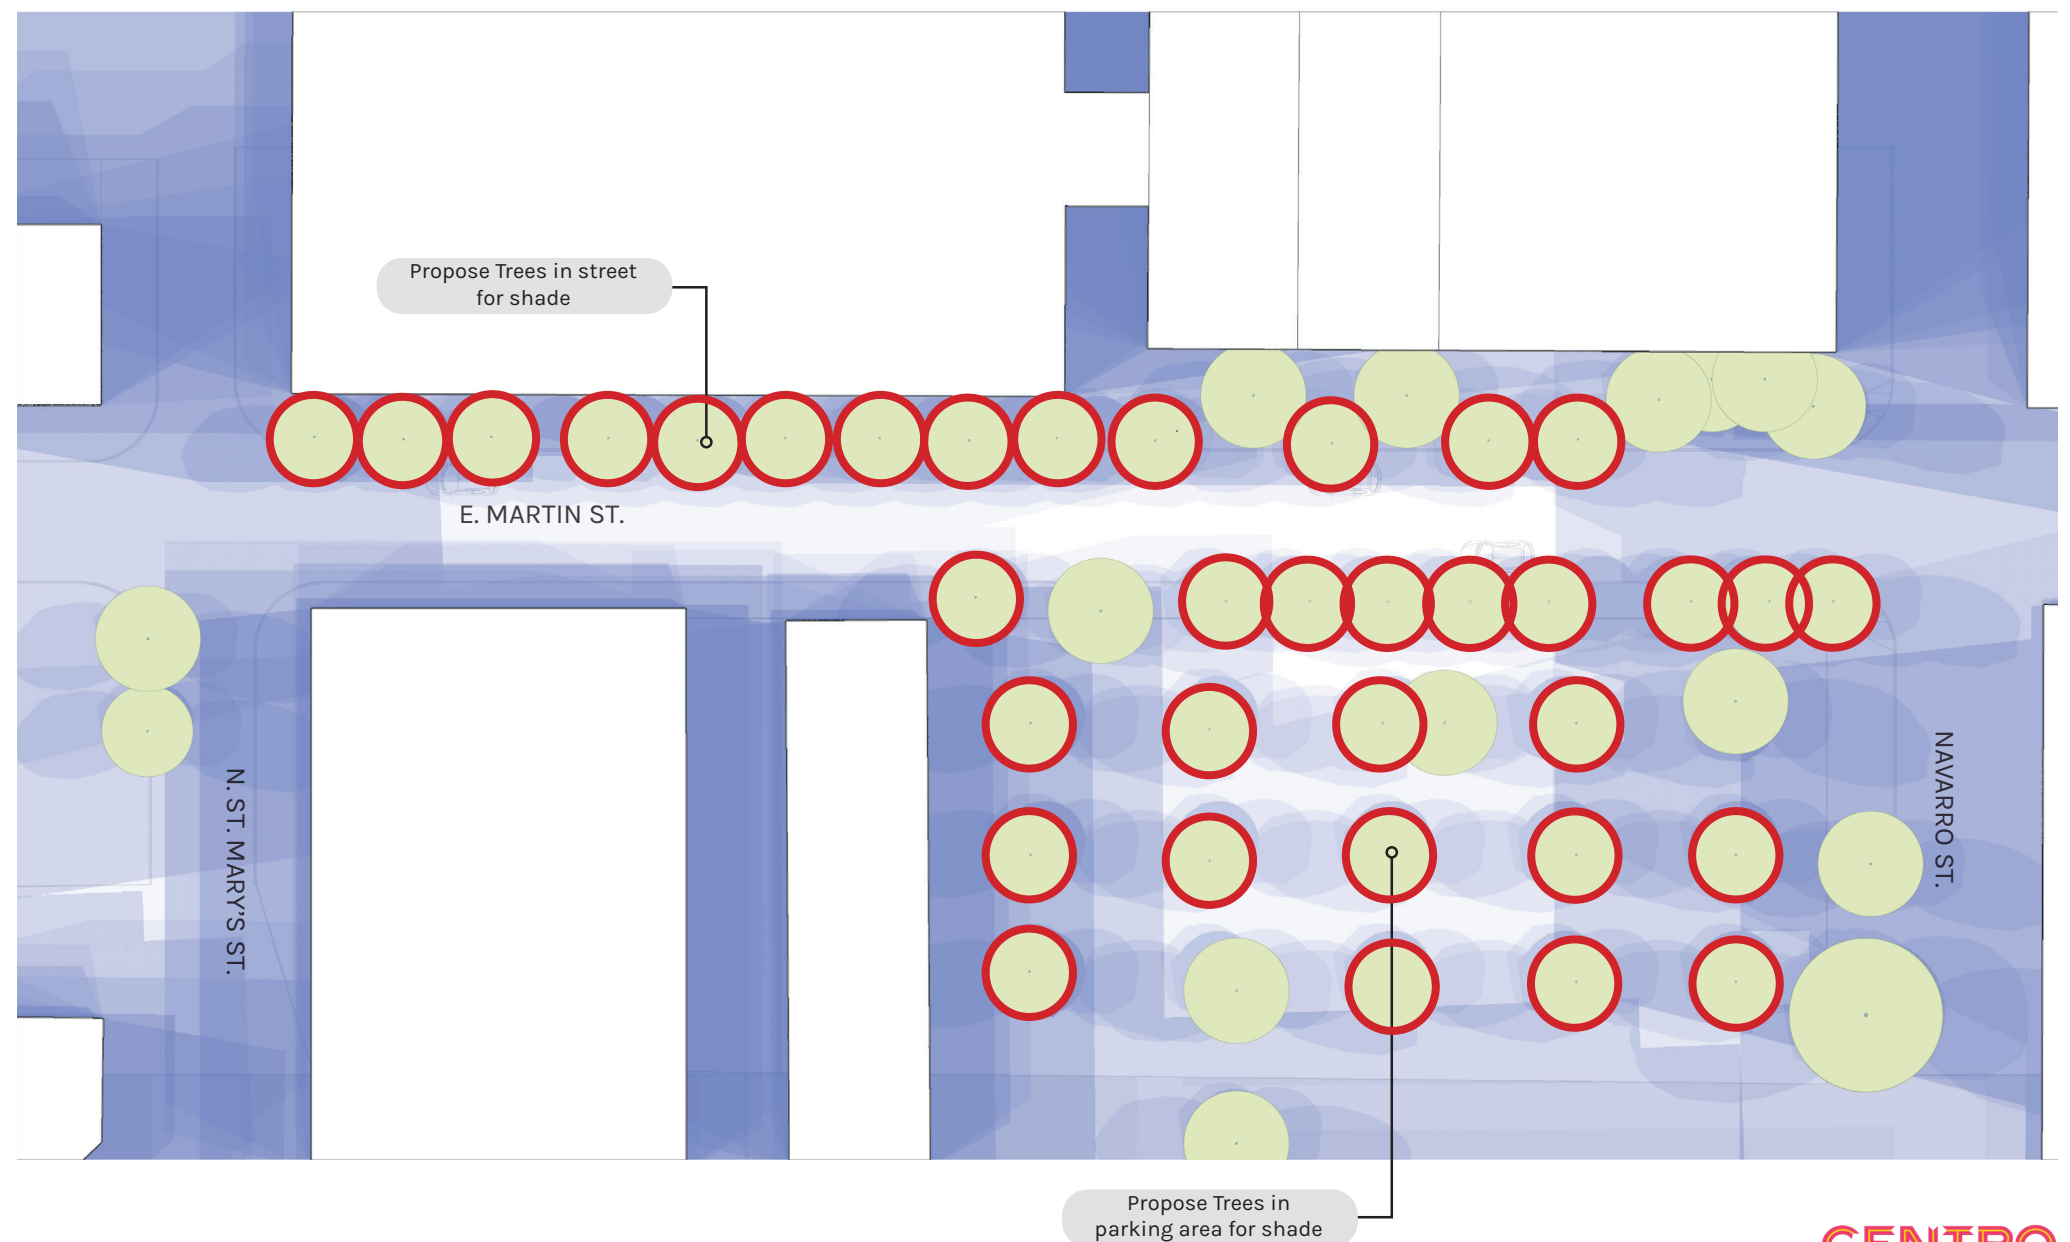 Propose Trees in street
for shade
E. MARTIN ST.
N. ST. MARY'S ST.
NAVARRO ST.
Propose Trees in
parking area for shade
CENTRO